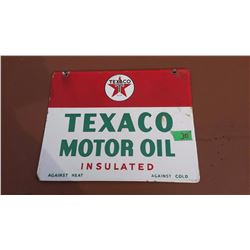 TEXACO
TEXACO
MOTOR OIL
INSULATED
AGAINST HEAT AGAINST COLD